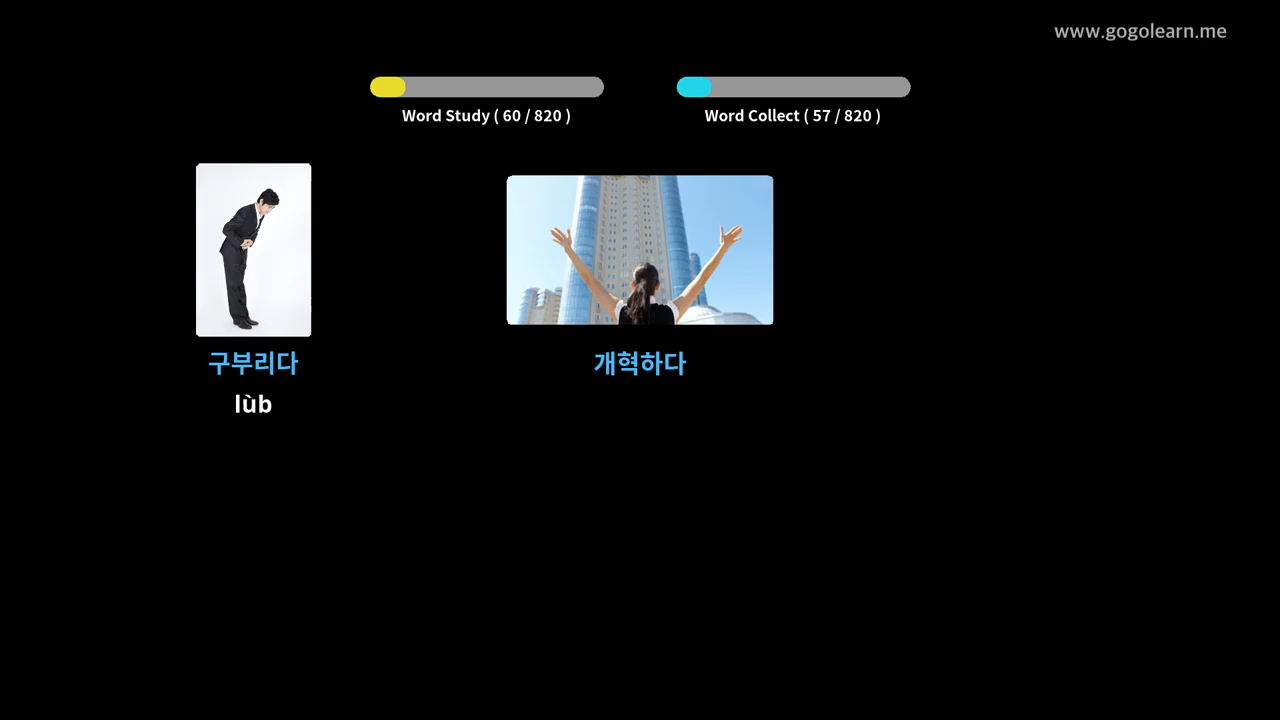 www.gogolearn.me
Word Study ( 60 / 820 )
Word Collect ( 57 / 820 )
구부리다
lùb
개혁하다